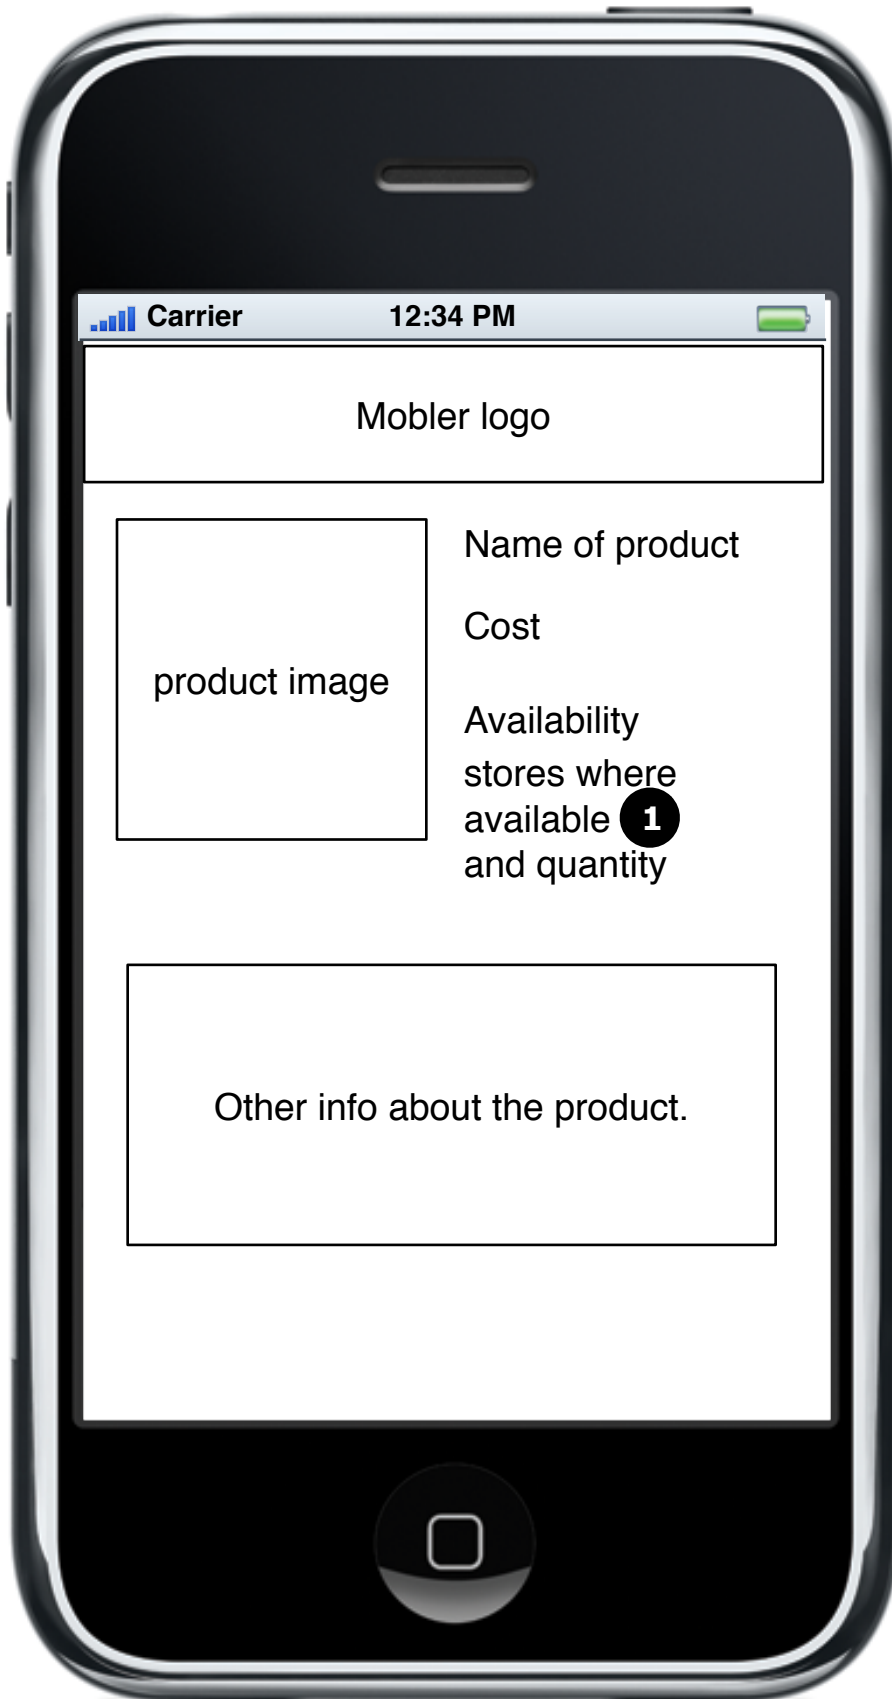 Carrier 12:34 PM
Mobler logo
product image
Name of product
Cost
Availability
stores where
available 1
and quantity
Other info about the product.